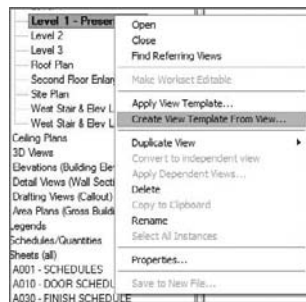 Level 1 - Presen
Level 2
Level 3
Roof Plan
Second Floor Enlar
Site Plan
West Stair & Elev L
West Stair & Elev L
Ceiling Plans
3D Views
Elevations (Building Ele
Detail Views (Wall Secti
Drafting Views (Callout)
Area Plans (Gross Buildi
egends
Schedules/Quantities
Sheets (all)
A001 - SCHEDULES
A010 - DOOR SCHEDU
A030 - FINISH SCHEDULE
Open
Close
Find Referring Views
Make Workset Editable
Apply View Template...
Create View Template From View...
Duplicate View
Convert to independent view
Apply Dependent Views...
Delete
Copy to Clipboard
Rename
Select All Instances
Properties...
Save to New File...